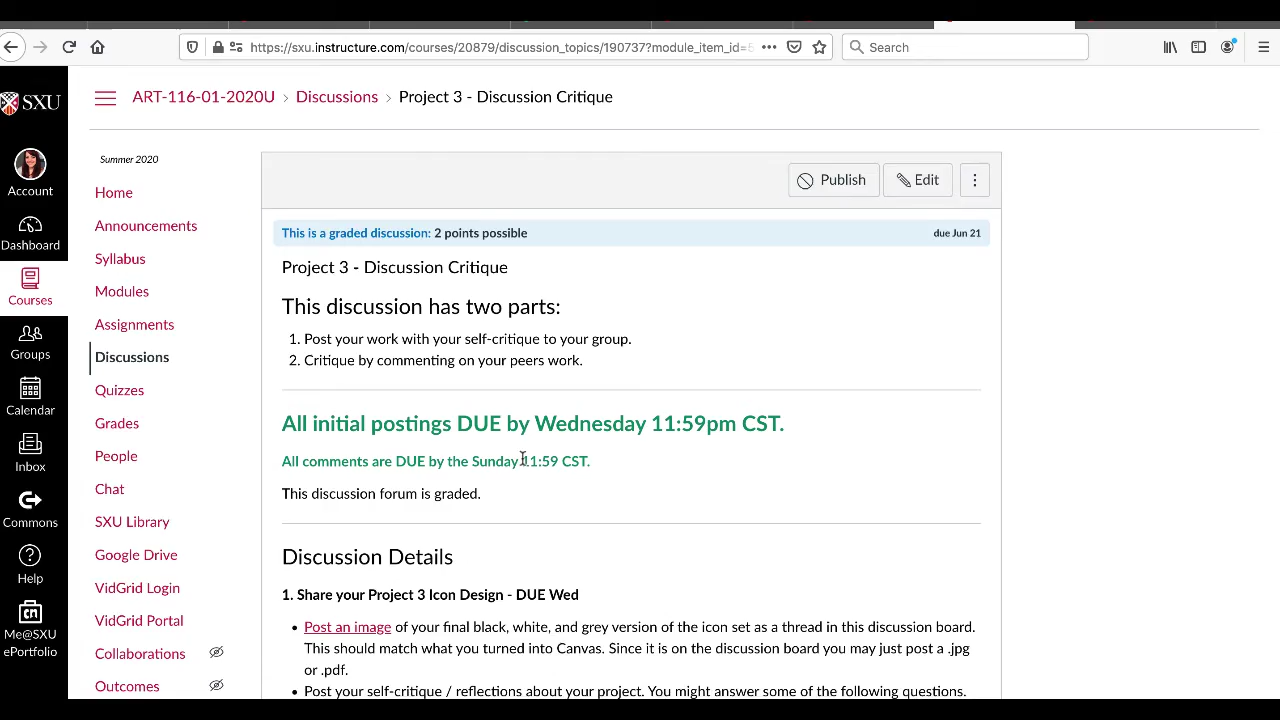 https://sxu.instructure.com/courses/20879/discussion_topics/190737?module_item_id=5
Search
SXU
ART-116-01-2020U > Discussions > Project 3 - Discussion Critique
Account
Dashboard
Courses
Groups
Calendar
Inbox
Commons
Help
Me@SXU
ePortfolio
Summer 2020
Home
Announcements
Syllabus
Modules
Assignments
Discussions
Quizzes
Grades
People
Chat
SXU Library
Google Drive
VidGrid Login
VidGrid Portal
Collaborations
Outcomes
Publish
Edit
This is a graded discussion: 2 points possible
due Jun 21
Project 3 - Discussion Critique
This discussion has two parts:
1. Post your work with your self-critique to your group.
2. Critique by commenting on your peers work.
All initial postings DUE by Wednesday 11:59pm CST.
All comments are DUE by the Sunday 11:59 CST.
This discussion forum is graded.
Discussion Details
1. Share your Project 3 Icon Design - DUE Wed
• Post an image of your final black, white, and grey version of the icon set as a thread in this discussion board.
This should match what you turned into Canvas. Since it is on the discussion board you may just post a .jpg
or .pdf.
• Post your self-critique / reflections about your project. You might answer some of the following questions.